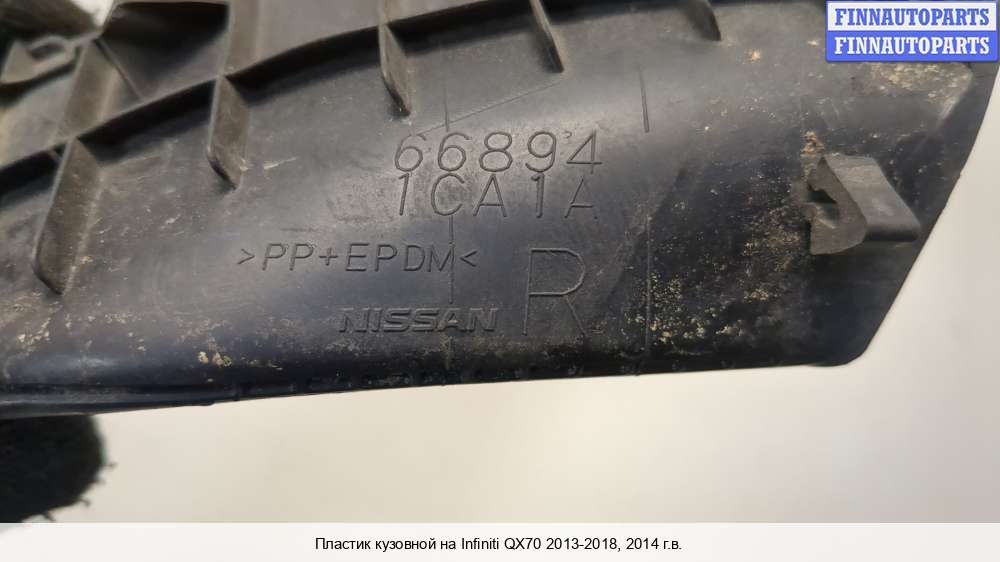 FINNAUTOPARTS
FINNAUTOPARTS
66894
1CA1A
>PP+EPDM<
R
NISSAN
Пластик кузовной на Infiniti QX70 2013-2018, 2014 г.в.